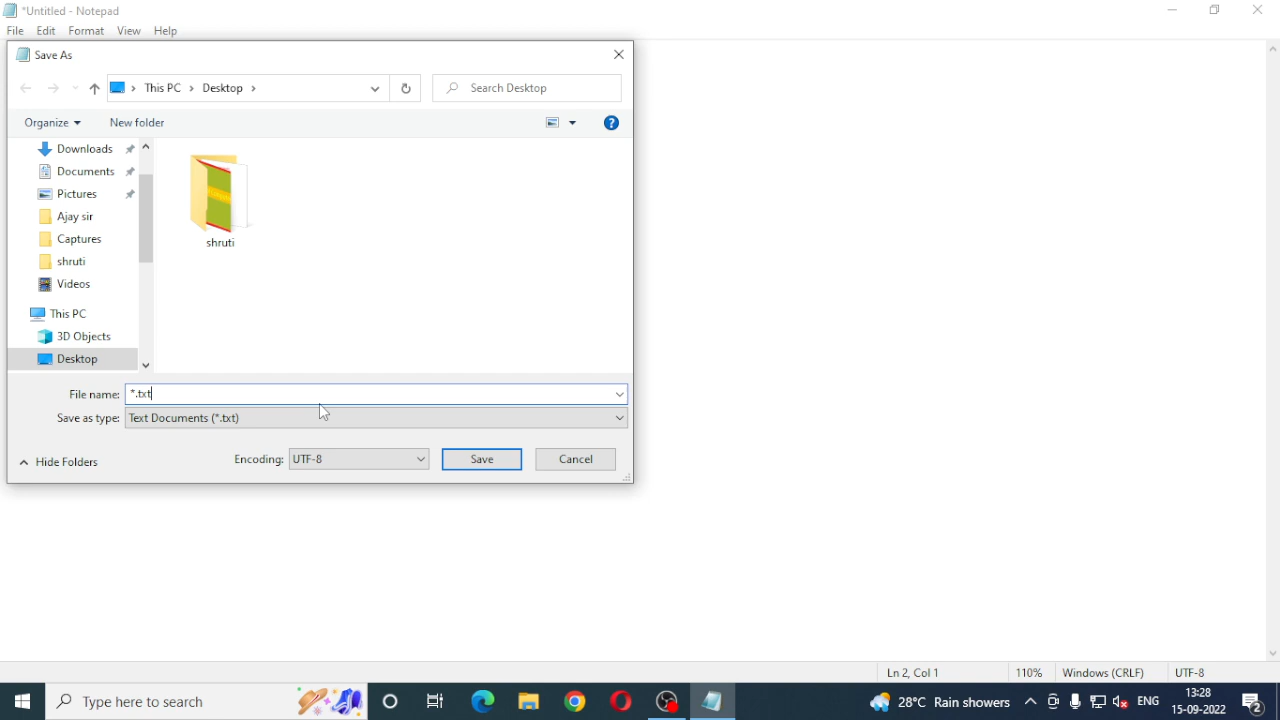 *Untitled - Notepad
File Edit Format View Help
Save As
This PC > Desktop >
Search Desktop
Organize New folder
Downloads
Documents
Pictures
Ajay sir
Captures
shruti
Videos
This PC
3D Objects
Desktop
shruti
File name: *.txt
Save as type: Text Documents (*.txt)
Hide Folders
Encoding: UTF-8
Save
Cancel
Ln 2, Col 1
110%
Windows (CRLF)
UTF-8
Type here to search
28°C Rain showers
ENG
13:28
15-09-2022
2